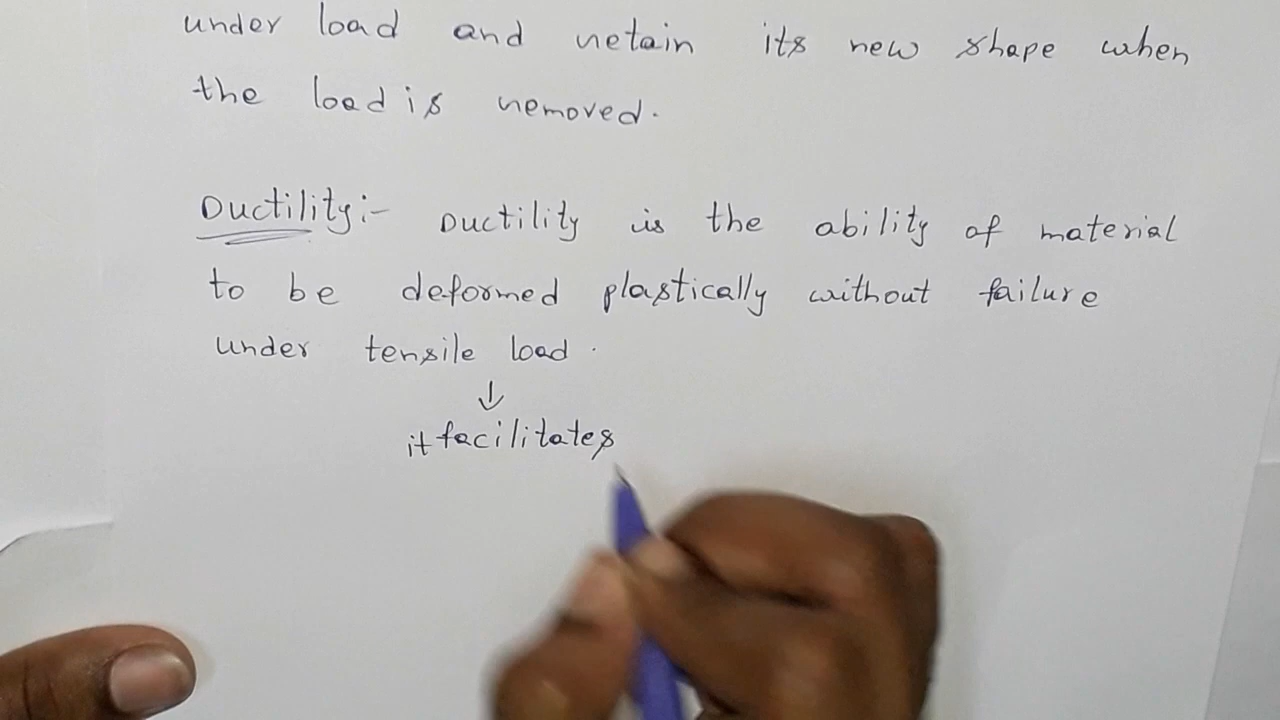 under load and retain its new shape when
the load is removed.
Ductility:- Ductility is the ability of material
to be deformed plastically without failure
under tensile load.
↓
it facilitates